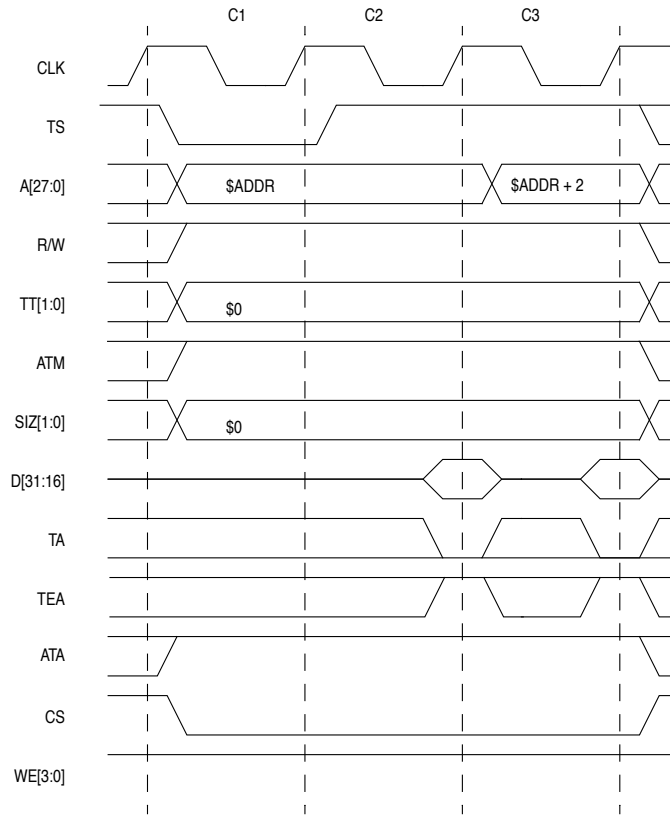 C1 C2 C3
CLK
TS
A[27:0] $ADDR $ADDR + 2
R/W
TT[1:0] $0
ATM
SIZ[1:0] $0
D[31:16]
TA
TEA
ATA
CS
WE[3:0]